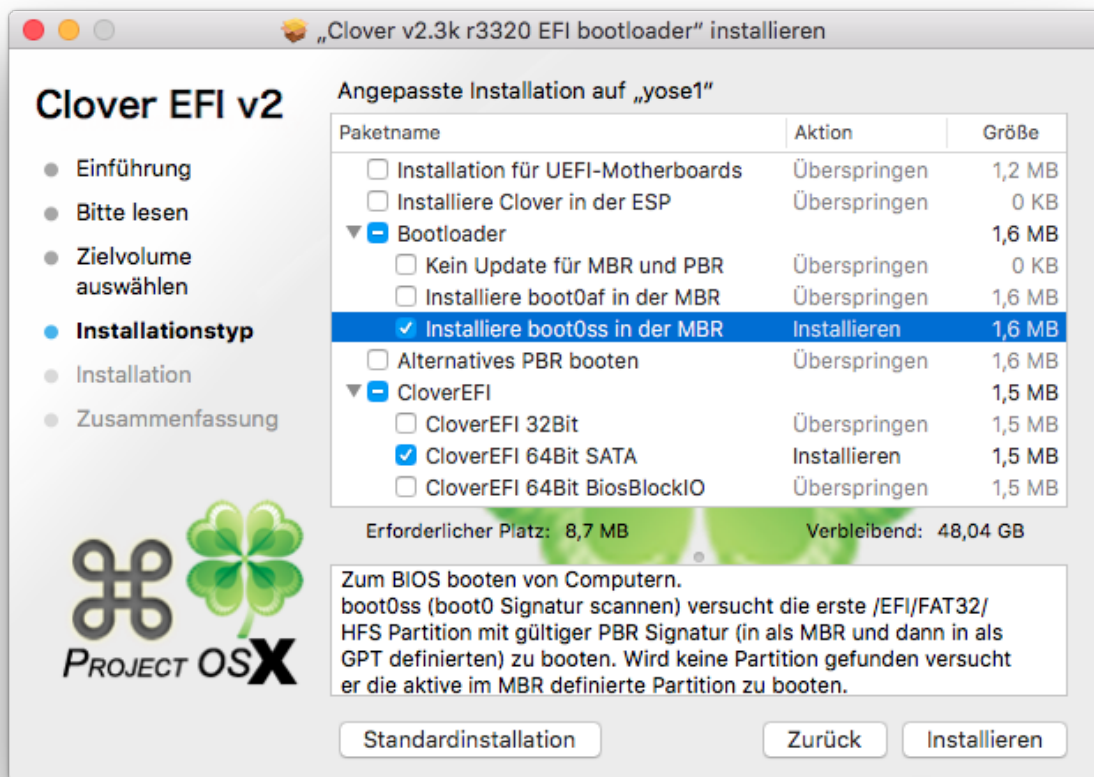 „Clover v2.3k r3320 EFI bootloader“ installieren
Clover EFI v2
Einführung
Bitte lesen
Zielvolume
auswählen
Installationstyp
Installation
Zusammenfassung
PROJECT OSX
Angepasste Installation auf „yose1“
Paketname Aktion Größe
Installation für UEFI-Motherboards Überspringen 1,2 MB
Installiere Clover in der ESP Überspringen 0 KB
Bootloader 1,6 MB
Kein Update für MBR und PBR Überspringen 0 KB
Installiere boot0af in der MBR Überspringen 1,6 MB
Installiere boot0ss in der MBR Installieren 1,6 MB
Alternatives PBR booten Überspringen 1,6 MB
CloverEFI 1,5 MB
CloverEFI 32Bit Überspringen 1,5 MB
CloverEFI 64Bit SATA Installieren 1,5 MB
CloverEFI 64Bit BiosBlockIO Überspringen 1,5 MB
Erforderlicher Platz: 8,7 MB Verbleibend: 48,04 GB
Zum BIOS booten von Computern.
boot0ss (boot0 Signatur scannen) versucht die erste /EFI/FAT32/
HFS Partition mit gültiger PBR Signatur (in als MBR und dann in als
GPT definierten) zu booten. Wird keine Partition gefunden versucht
er die aktive im MBR definierte Partition zu booten.
Standardinstallation Zurück Installieren